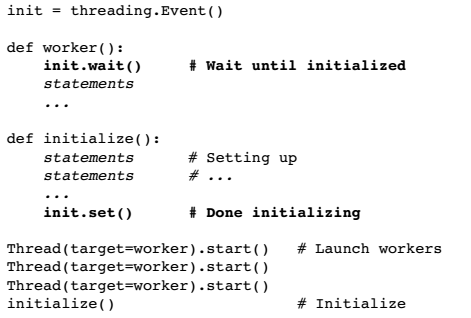 init = threading.Event()
def worker():
    init.wait()     # Wait until initialized
    statements
    ...
def initialize():
    statements      # Setting up
    statements      # ...
    ...
    init.set()      # Done initializing
Thread(target=worker).start()   # Launch workers
Thread(target=worker).start()
Thread(target=worker).start()
initialize()                    # Initialize